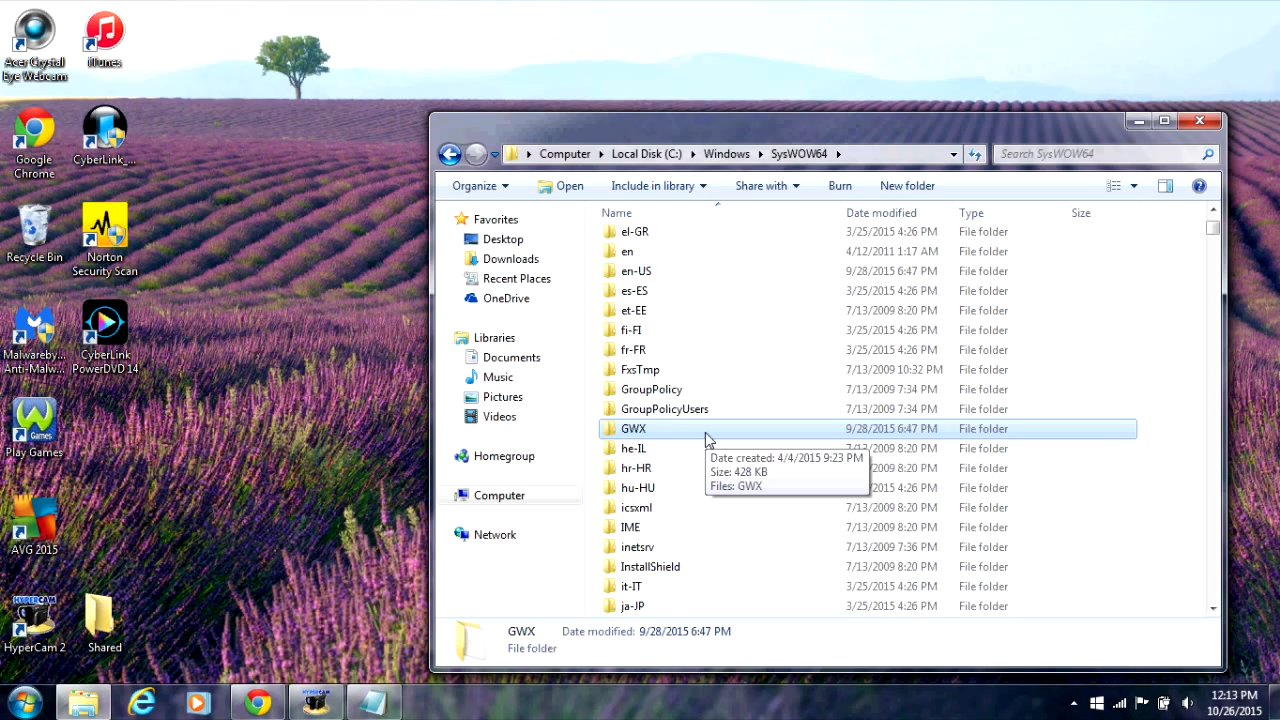 Acer Crystal
Eye Webcam
iTunes
Google
Chrome
CyberLink_...
Recycle Bin
Norton
Security Scan
Malwareby...
Anti-Malw...
CyberLink
PowerDVD 14
Games
Play Games
AVG 2015
HYPERCAM
HyperCam 2
Shared
Computer
Local Disk (C:)
Windows
SysWOW64
Search SysWOW64
Organize
Open
Include in library
Share with
Burn
New folder
Favorites
Desktop
Downloads
Recent Places
OneDrive
Libraries
Documents
Music
Pictures
Videos
Homegroup
Computer
Network
Name Date modified Type Size
el-GR 3/25/2015 4:26 PM File folder
en 4/12/2011 1:17 AM File folder
en-US 9/28/2015 6:47 PM File folder
es-ES 3/25/2015 4:26 PM File folder
et-EE 7/13/2009 8:20 PM File folder
fi-FI 3/25/2015 4:26 PM File folder
fr-FR 3/25/2015 4:26 PM File folder
FxsTmp 7/13/2009 10:32 PM File folder
GroupPolicy 7/13/2009 7:34 PM File folder
GroupPolicyUsers 7/13/2009 7:34 PM File folder
GWX 9/28/2015 6:47 PM File folder
he-IL 7/13/2009 8:20 PM File folder
Date created: 4/4/2015 9:23 PM
Size: 428 KB
Files: GWX
hr-HR 7/13/2009 8:20 PM File folder
hu-HU 3/25/2015 4:26 PM File folder
icsxml 7/13/2009 8:20 PM File folder
IME 7/13/2009 8:20 PM File folder
inetsrv 7/13/2009 7:36 PM File folder
InstallShield 7/13/2009 8:20 PM File folder
it-IT 3/25/2015 4:26 PM File folder
ja-JP 3/25/2015 4:26 PM File folder
GWX Date modified: 9/28/2015 6:47 PM
File folder
HYPERCAM
12:13 PM
10/26/2015